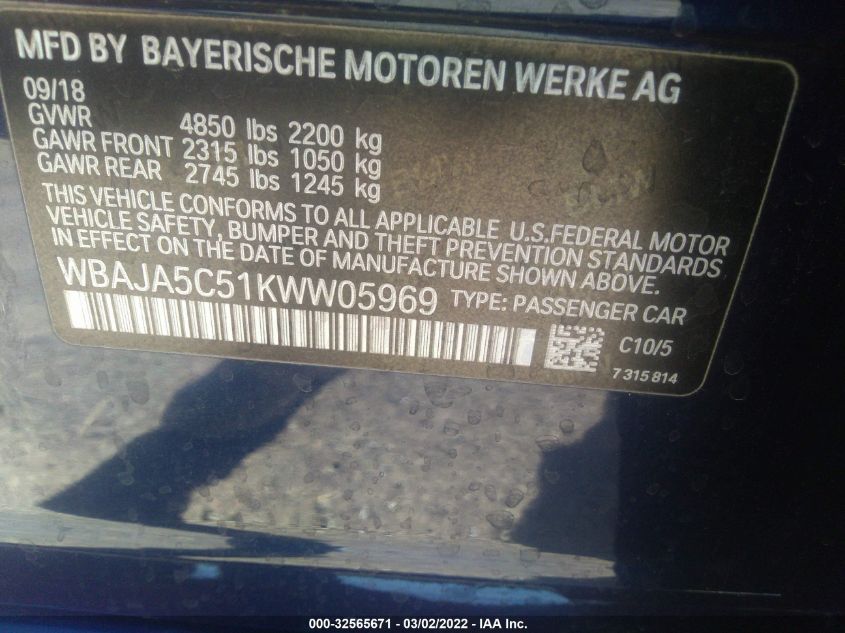 MFD BY BAYERISCHE MOTOREN WERKE AG
09/18
GVWR 4850 lbs 2200 kg
GAWR FRONT 2315 lbs 1050 kg
GAWR REAR 2745 lbs 1245 kg
THIS VEHICLE CONFORMS TO ALL APPLICABLE U.S.FEDERAL MOTOR
VEHICLE SAFETY, BUMPER AND THEFT PREVENTION STANDARDS
IN EFFECT ON THE DATE OF MANUFACTURE SHOWN ABOVE.
WBAJA5C51KWW05969 TYPE: PASSENGER CAR
C10/5
7 315 814
000-32565671 - 03/02/2022 - IAA Inc.